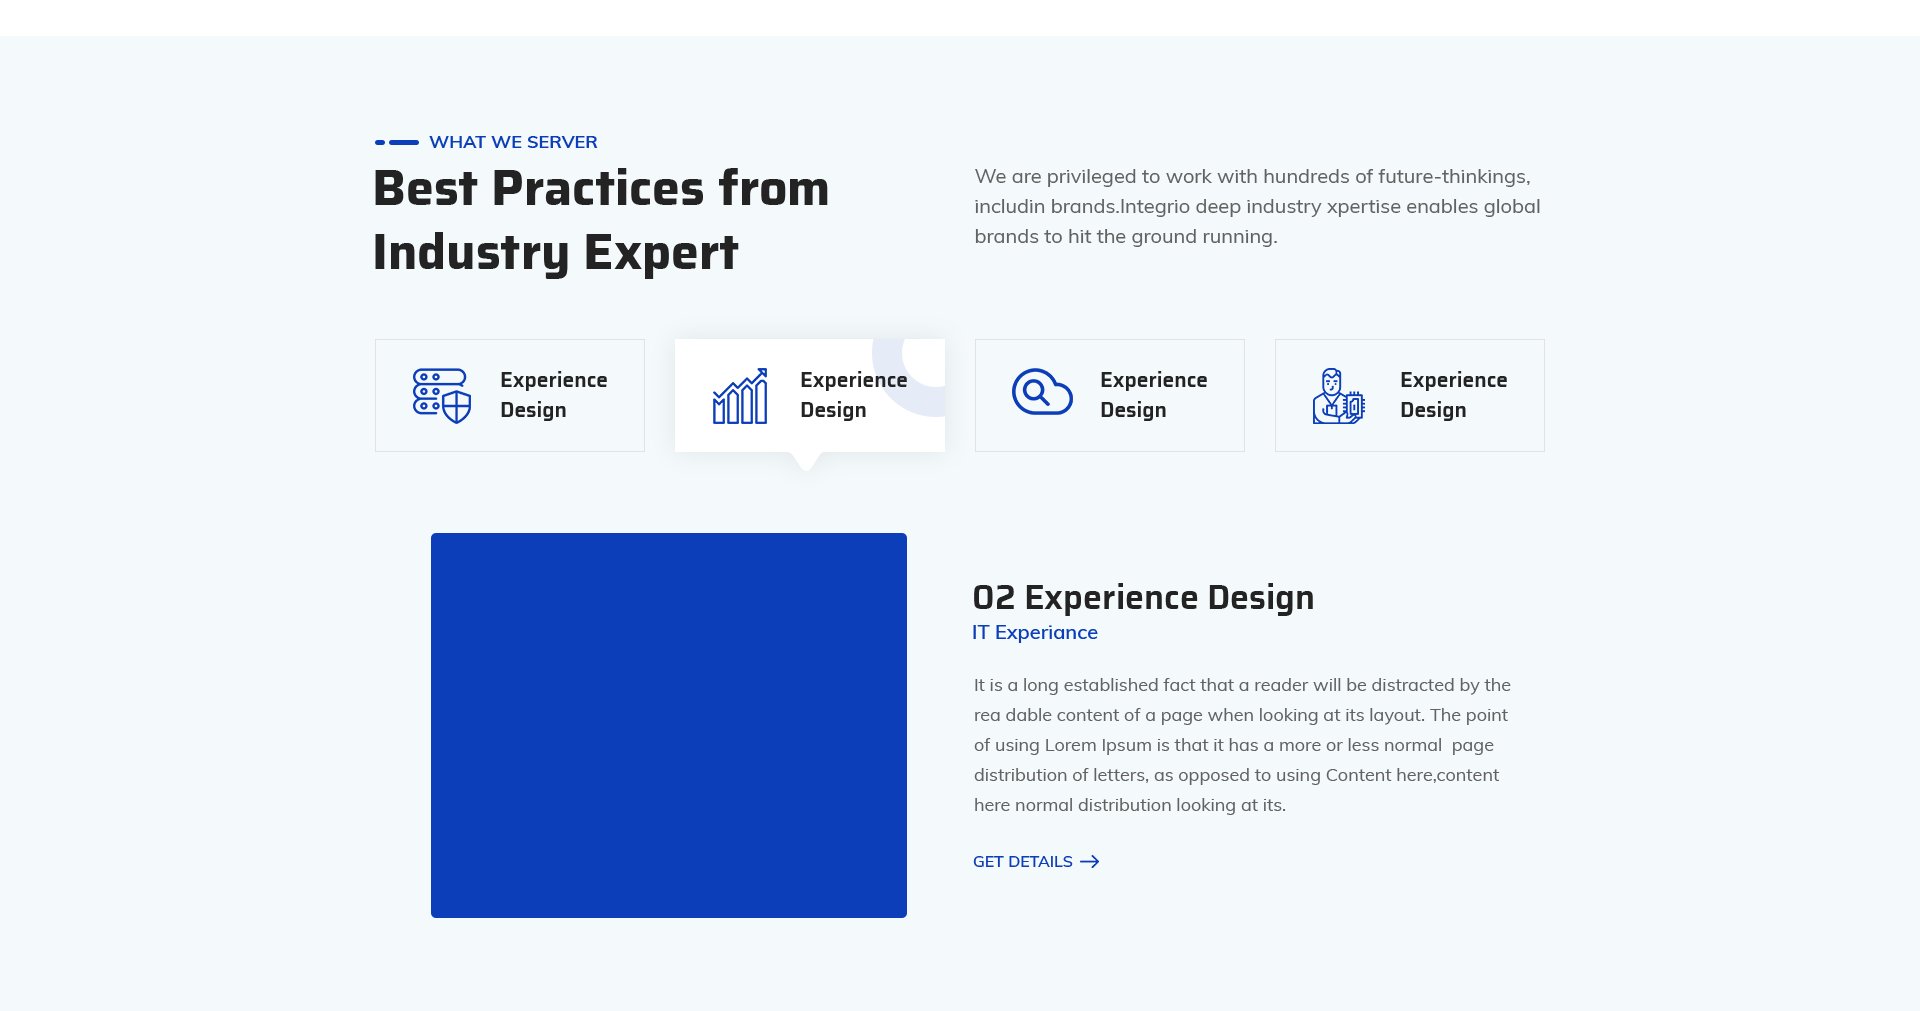 WHAT WE SERVER
Best Practices from
Industry Expert
We are privileged to work with hundreds of future-thinkings,
includin brands.Integrio deep industry xpertise enables global
brands to hit the ground running.
Experience
Design
Experience
Design
Experience
Design
Experience
Design
02 Experience Design
IT Experiance
It is a long established fact that a reader will be distracted by the
rea dable content of a page when looking at its layout. The point
of using Lorem Ipsum is that it has a more or less normal  page
distribution of letters, as opposed to using Content here,content
here normal distribution looking at its.
GET DETAILS